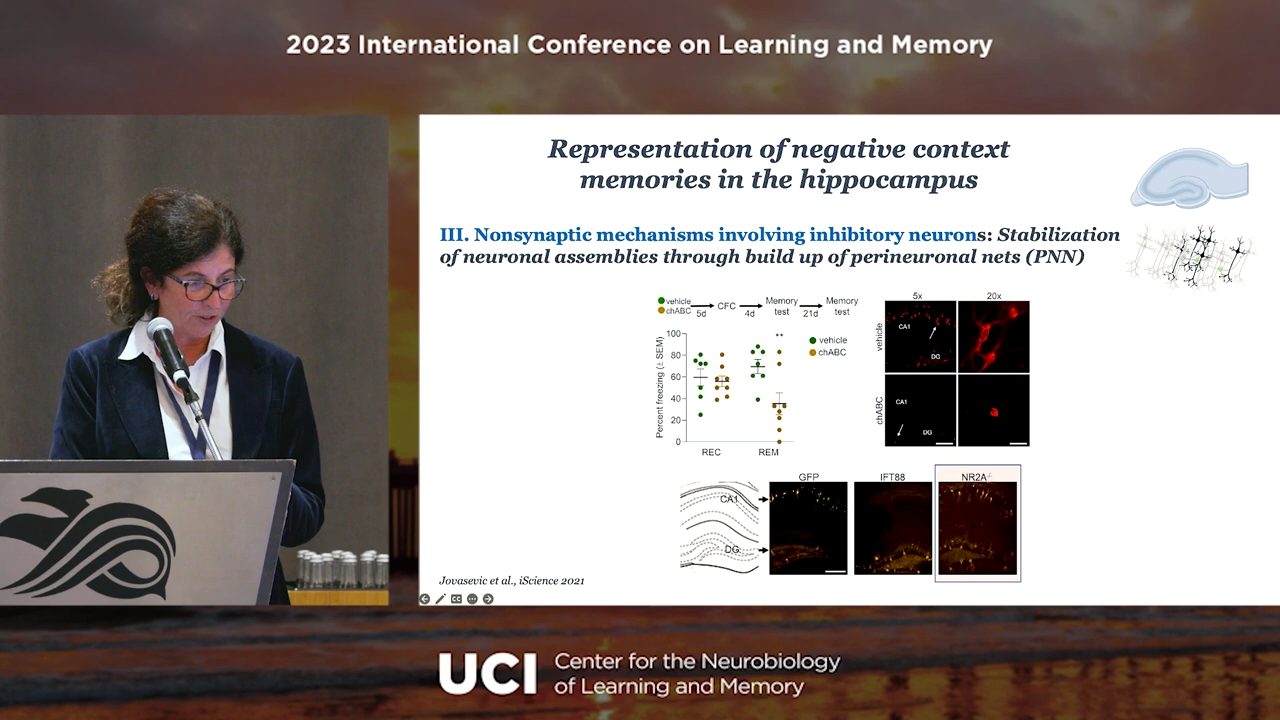 2023 International Conference on Learning and Memory
Representation of negative context
memories in the hippocampus
III. Nonsynaptic mechanisms involving inhibitory neurons: Stabilization
of neuronal assemblies through build up of perineuronal nets (PNN)
vehicle
chABC
5d
CFC
4d
Memory
test
21d
Memory
test
Percent freezing (± SEM)
100
80
60
40
20
0
**
vehicle
chABC
REC
REM
5x
20x
vehicle
CA1
DG
chABC
CA1
DG
GFP
IFT88
NR2A-/-
CA1
DG
Jovasevic et al., iScience 2021
CC
UCI
Center for the Neurobiology
of Learning and Memory